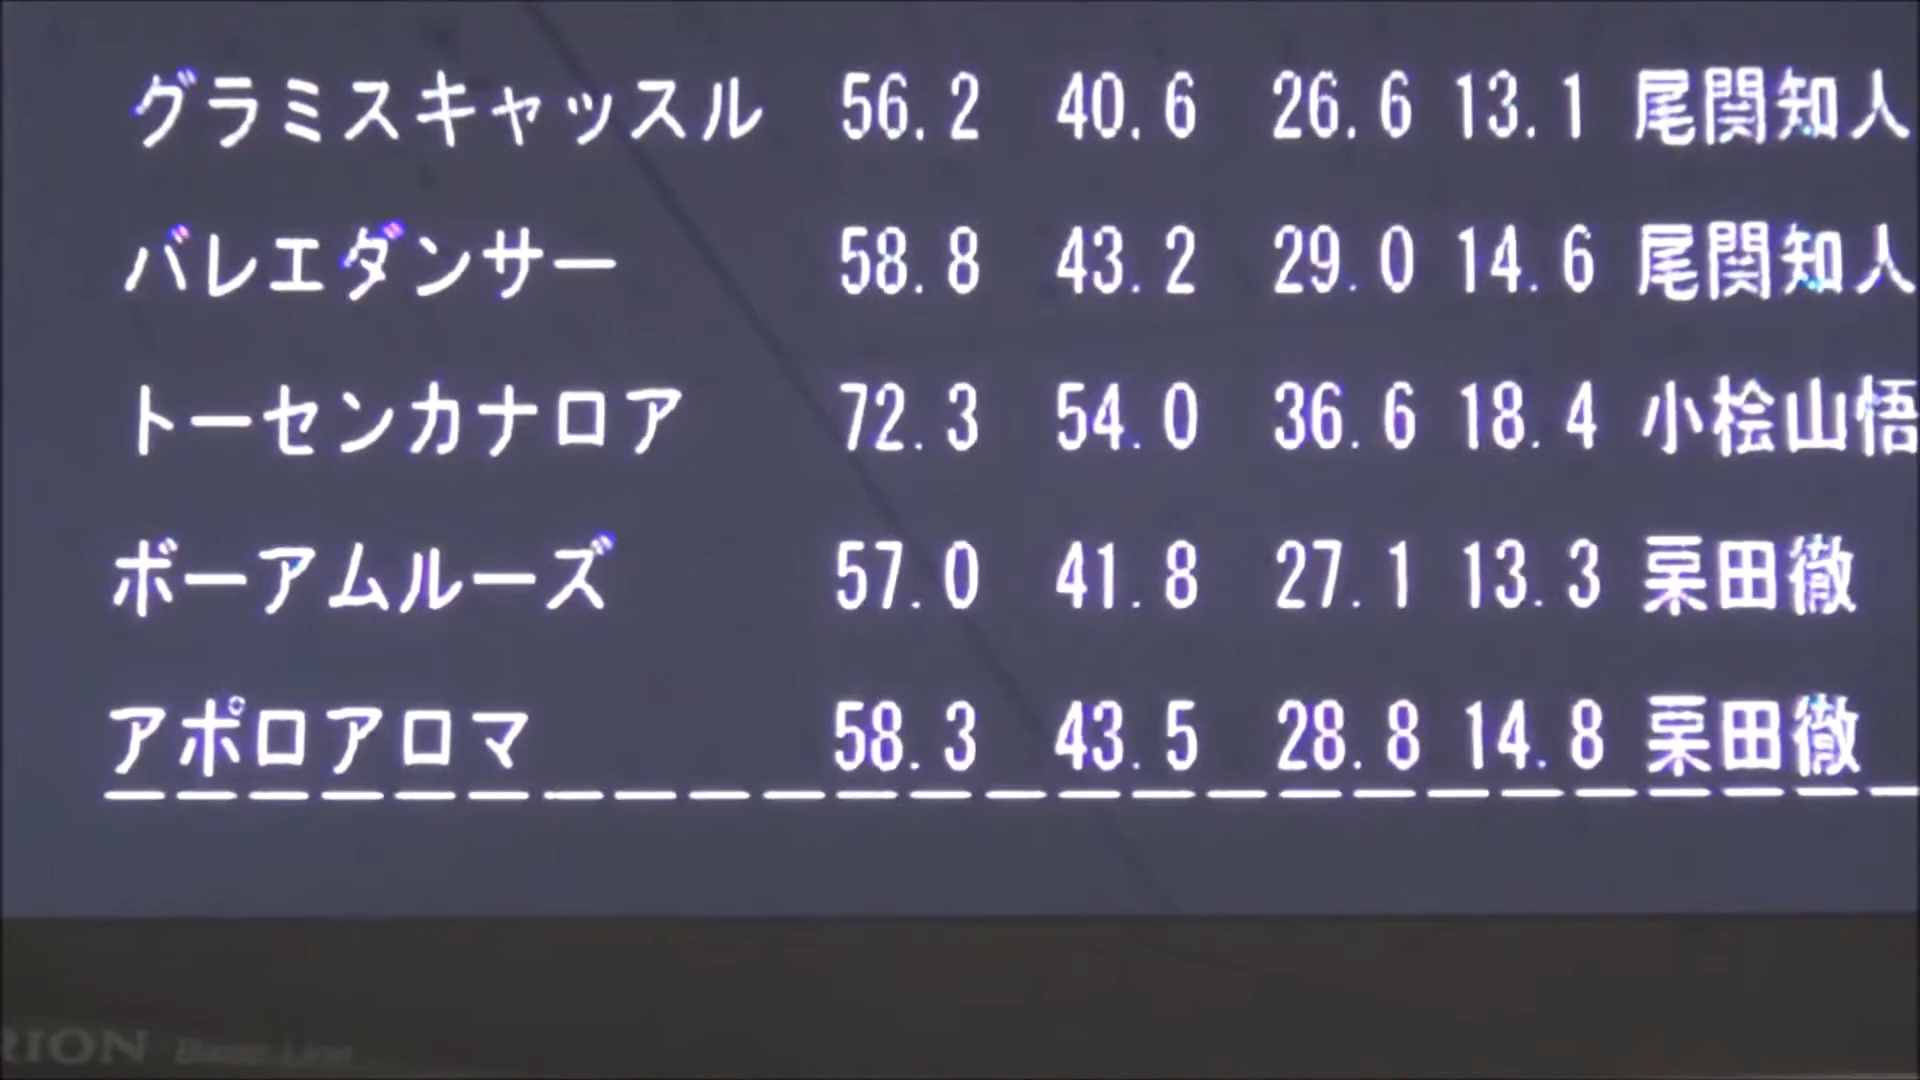 グラミスキャッスル 56.2 40.6 26.6 13.1 尾関知人
バレエダンサー 58.8 43.2 29.0 14.6 尾関知人
トーセンカナロア 72.3 54.0 36.6 18.4 小桧山悟
ボーアムルーズ 57.0 41.8 27.1 13.3 栗田徹
アポロアロマ 58.3 43.5 28.8 14.8 栗田徹
RION